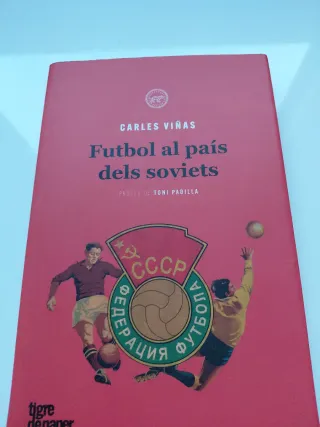 CARLES VIÑAS
Futbol al país
dels soviets
TONI PADILLA
СССР
ФЕДЕРАЦИЯ ФУТБОЛА
tigre
de paper